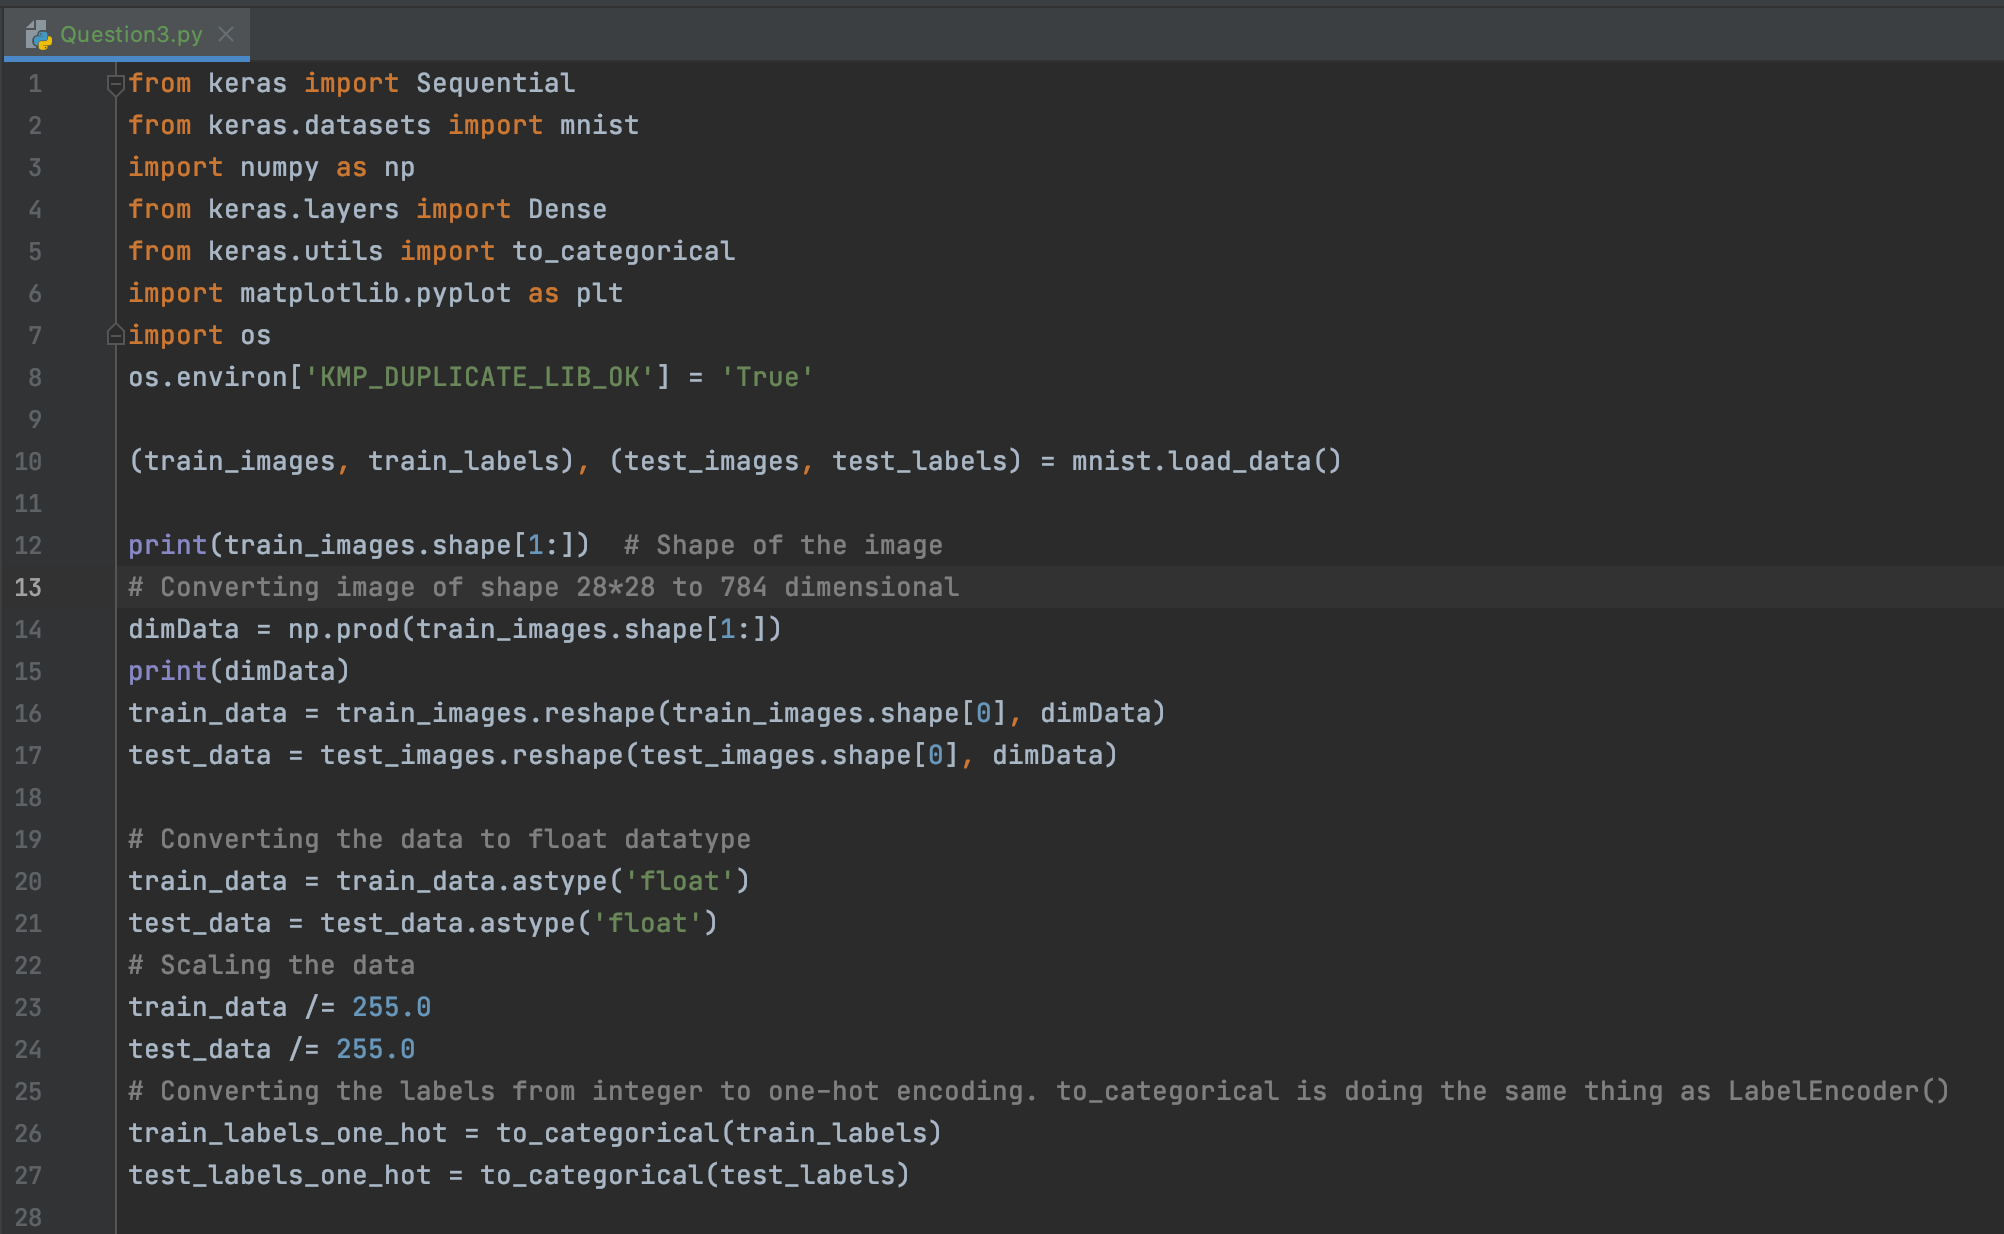 Question3.py
1 from keras import Sequential
2 from keras.datasets import mnist
3 import numpy as np
4 from keras.layers import Dense
5 from keras.utils import to_categorical
6 import matplotlib.pyplot as plt
7 import os
8 os.environ['KMP_DUPLICATE_LIB_OK'] = 'True'
9
10 (train_images, train_labels), (test_images, test_labels) = mnist.load_data()
11
12 print(train_images.shape[1:])  # Shape of the image
13 # Converting image of shape 28*28 to 784 dimensional
14 dimData = np.prod(train_images.shape[1:])
15 print(dimData)
16 train_data = train_images.reshape(train_images.shape[0], dimData)
17 test_data = test_images.reshape(test_images.shape[0], dimData)
18
19 # Converting the data to float datatype
20 train_data = train_data.astype('float')
21 test_data = test_data.astype('float')
22 # Scaling the data
23 train_data /= 255.0
24 test_data /= 255.0
25 # Converting the labels from integer to one-hot encoding. to_categorical is doing the same thing as LabelEncoder()
26 train_labels_one_hot = to_categorical(train_labels)
27 test_labels_one_hot = to_categorical(test_labels)
28